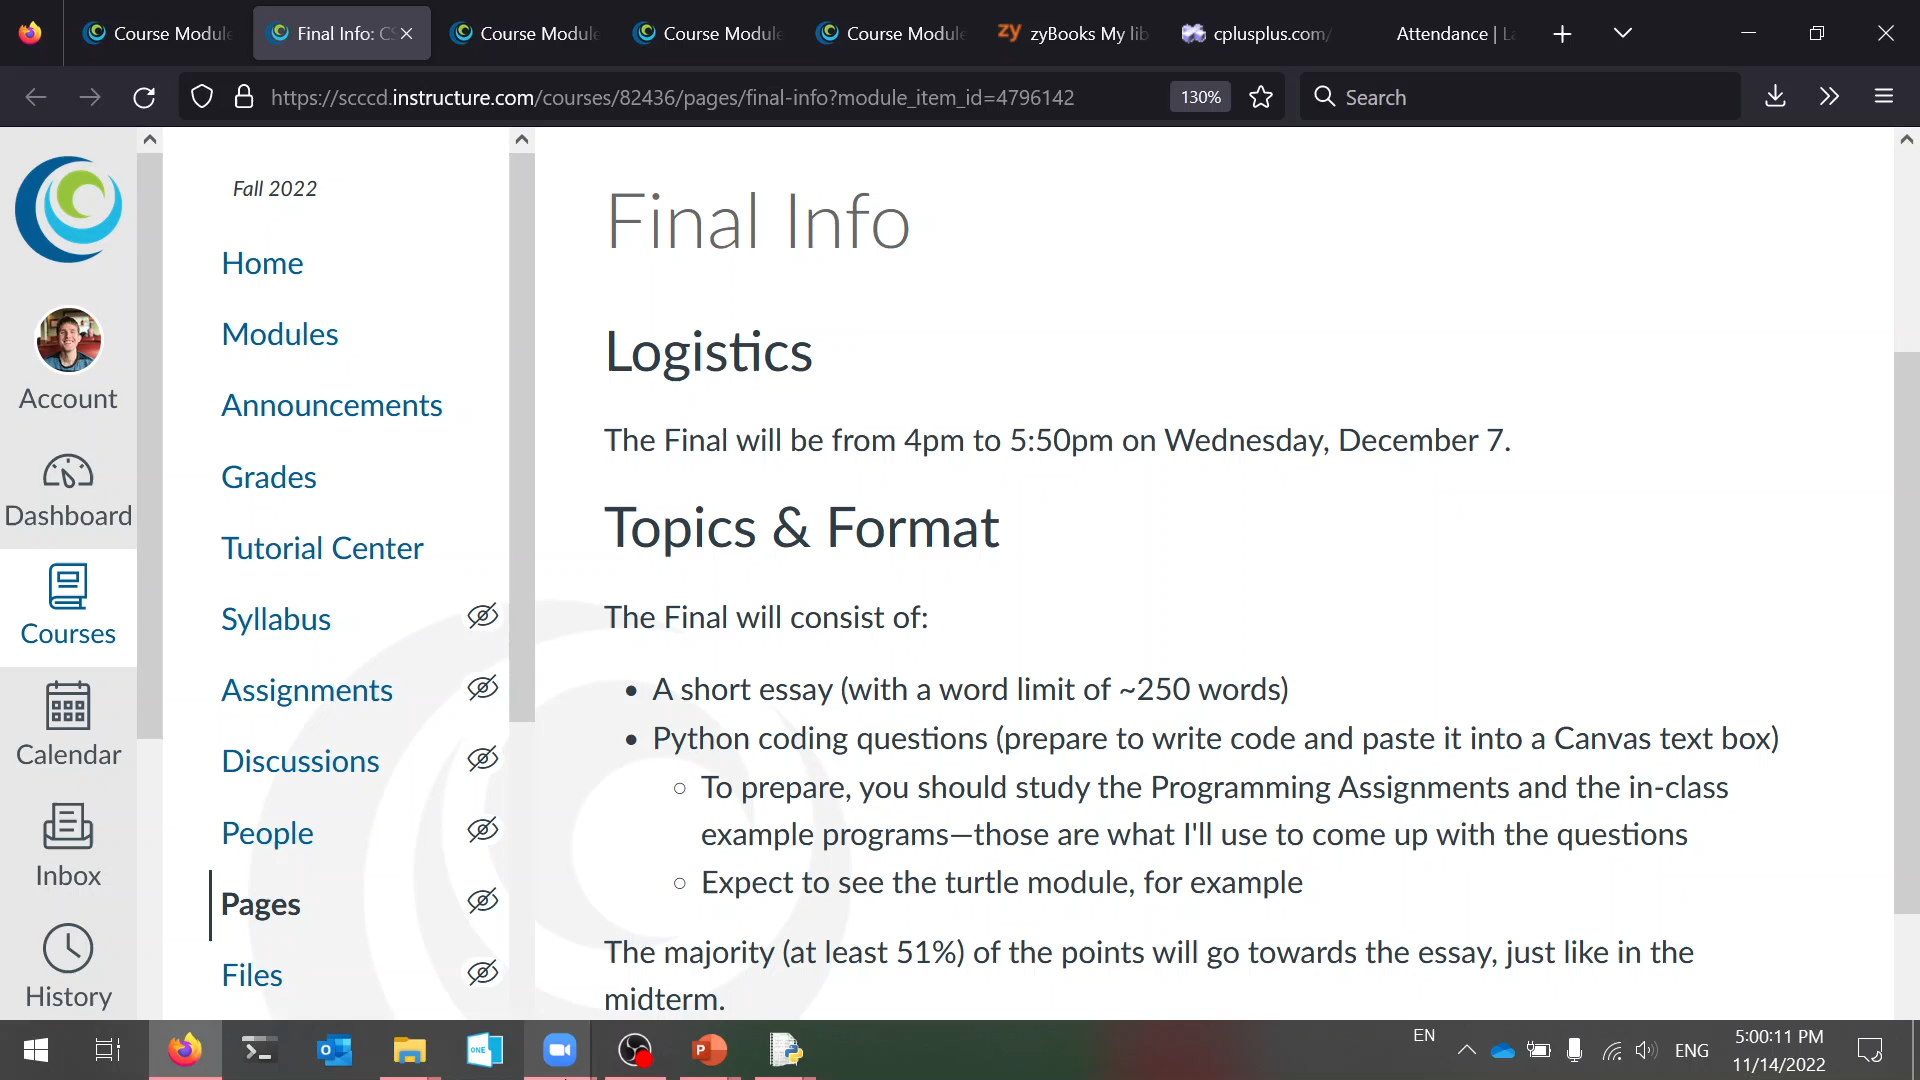 Course Module
Final Info: CS
Course Module
Course Module
Course Module
zy zyBooks My lib
cplusplus.com/
Attendance | La
https://scccd.instructure.com/courses/82436/pages/final-info?module_item_id=4796142
130%
Search
Account
Dashboard
Courses
Calendar
Inbox
History
Fall 2022
Home
Modules
Announcements
Grades
Tutorial Center
Syllabus
Assignments
Discussions
People
Pages
Files
Final Info
Logistics
The Final will be from 4pm to 5:50pm on Wednesday, December 7.
Topics & Format
The Final will consist of:
A short essay (with a word limit of ~250 words)
Python coding questions (prepare to write code and paste it into a Canvas text box)
To prepare, you should study the Programming Assignments and the in-class
example programs—those are what I'll use to come up with the questions
Expect to see the turtle module, for example
The majority (at least 51%) of the points will go towards the essay, just like in the
midterm.
EN
ENG
5:00:11 PM
11/14/2022